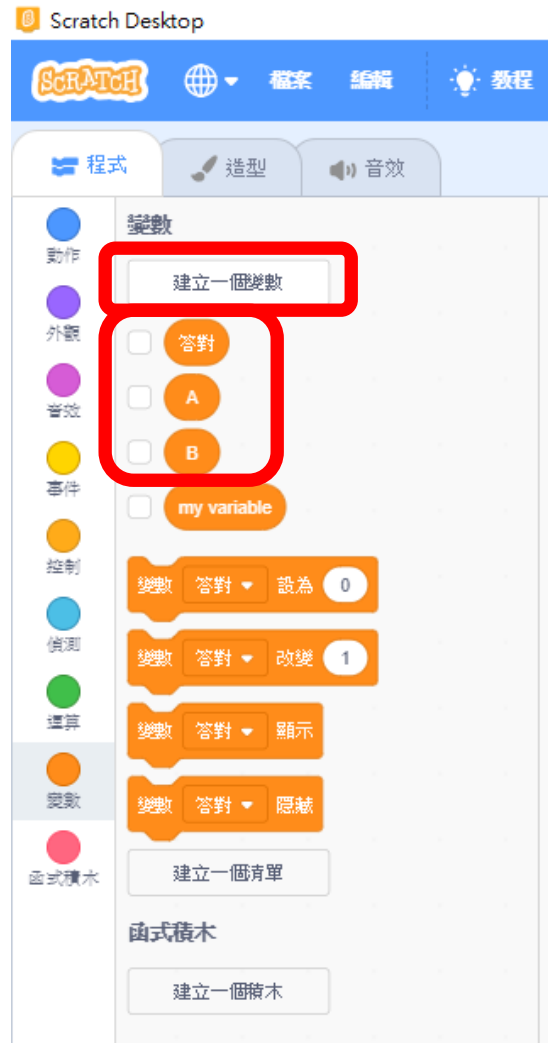 Scratch Desktop
SCRATCH 檔案 編輯 教程
程式 造型 音效
動作
外觀
音效
事件
控制
偵測
運算
變數
函式積木
變數
建立一個變數
答對
A
B
my variable
變數 答對 設為 0
變數 答對 改變 1
變數 答對 顯示
變數 答對 隱藏
建立一個清單
函式積木
建立一個積木